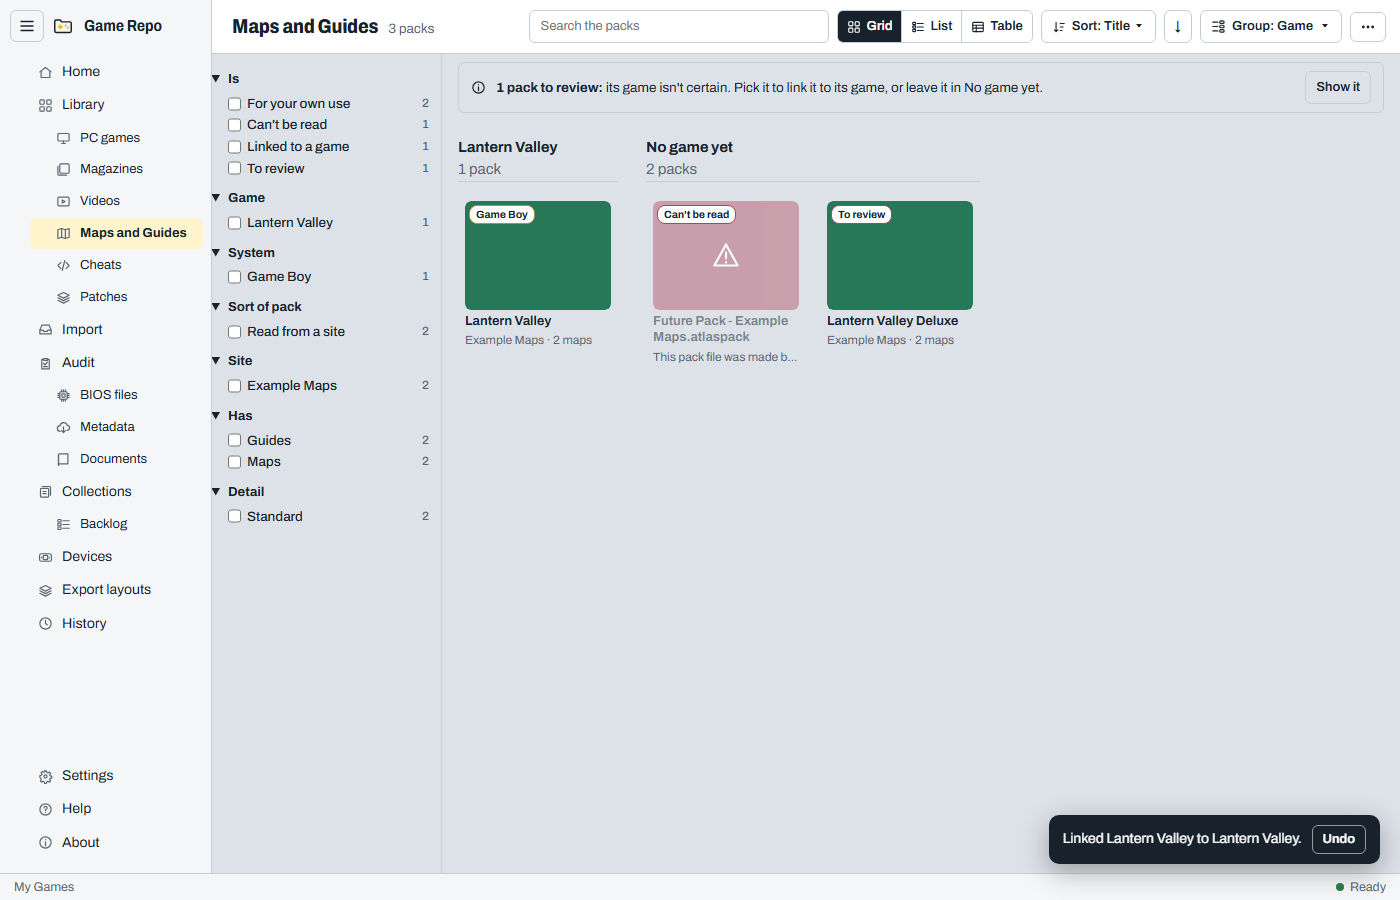 Game Repo
Home
Library
PC games
Magazines
Videos
Maps and Guides
Cheats
Patches
Import
Audit
BIOS files
Metadata
Documents
Collections
Backlog
Devices
Export layouts
History
Settings
Help
About
Maps and Guides 3 packs
Search the packs
Grid
List
Table
Sort: Title
Group: Game
Is
For your own use 2
Can't be read 1
Linked to a game 1
To review 1
Game
Lantern Valley 1
System
Game Boy 1
Sort of pack
Read from a site 2
Site
Example Maps 2
Has
Guides 2
Maps 2
Detail
Standard 2
1 pack to review: its game isn't certain. Pick it to link it to its game, or leave it in No game yet.
Show it
Lantern Valley
1 pack
Game Boy
Lantern Valley
Example Maps · 2 maps
No game yet
2 packs
Can't be read
Future Pack - Example
Maps.atlaspack
This pack file was made b...
To review
Lantern Valley Deluxe
Example Maps · 2 maps
Linked Lantern Valley to Lantern Valley.
Undo
My Games
Ready